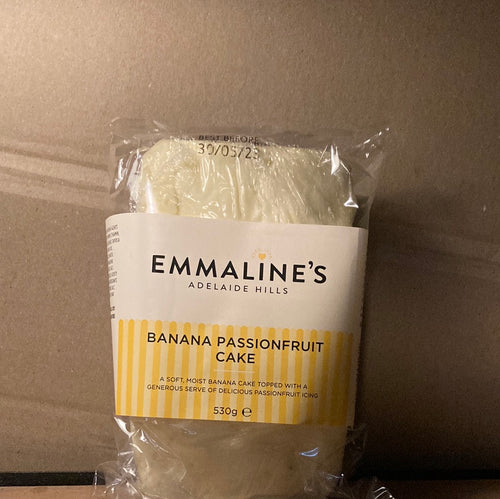 BEST BEFORE
30/05/23
EMMALINE'S
ADELAIDE HILLS
BANANA PASSIONFRUIT
CAKE
A SOFT, MOIST BANANA CAKE TOPPED WITH A
GENEROUS SERVE OF DELICIOUS PASSIONFRUIT ICING
530g e